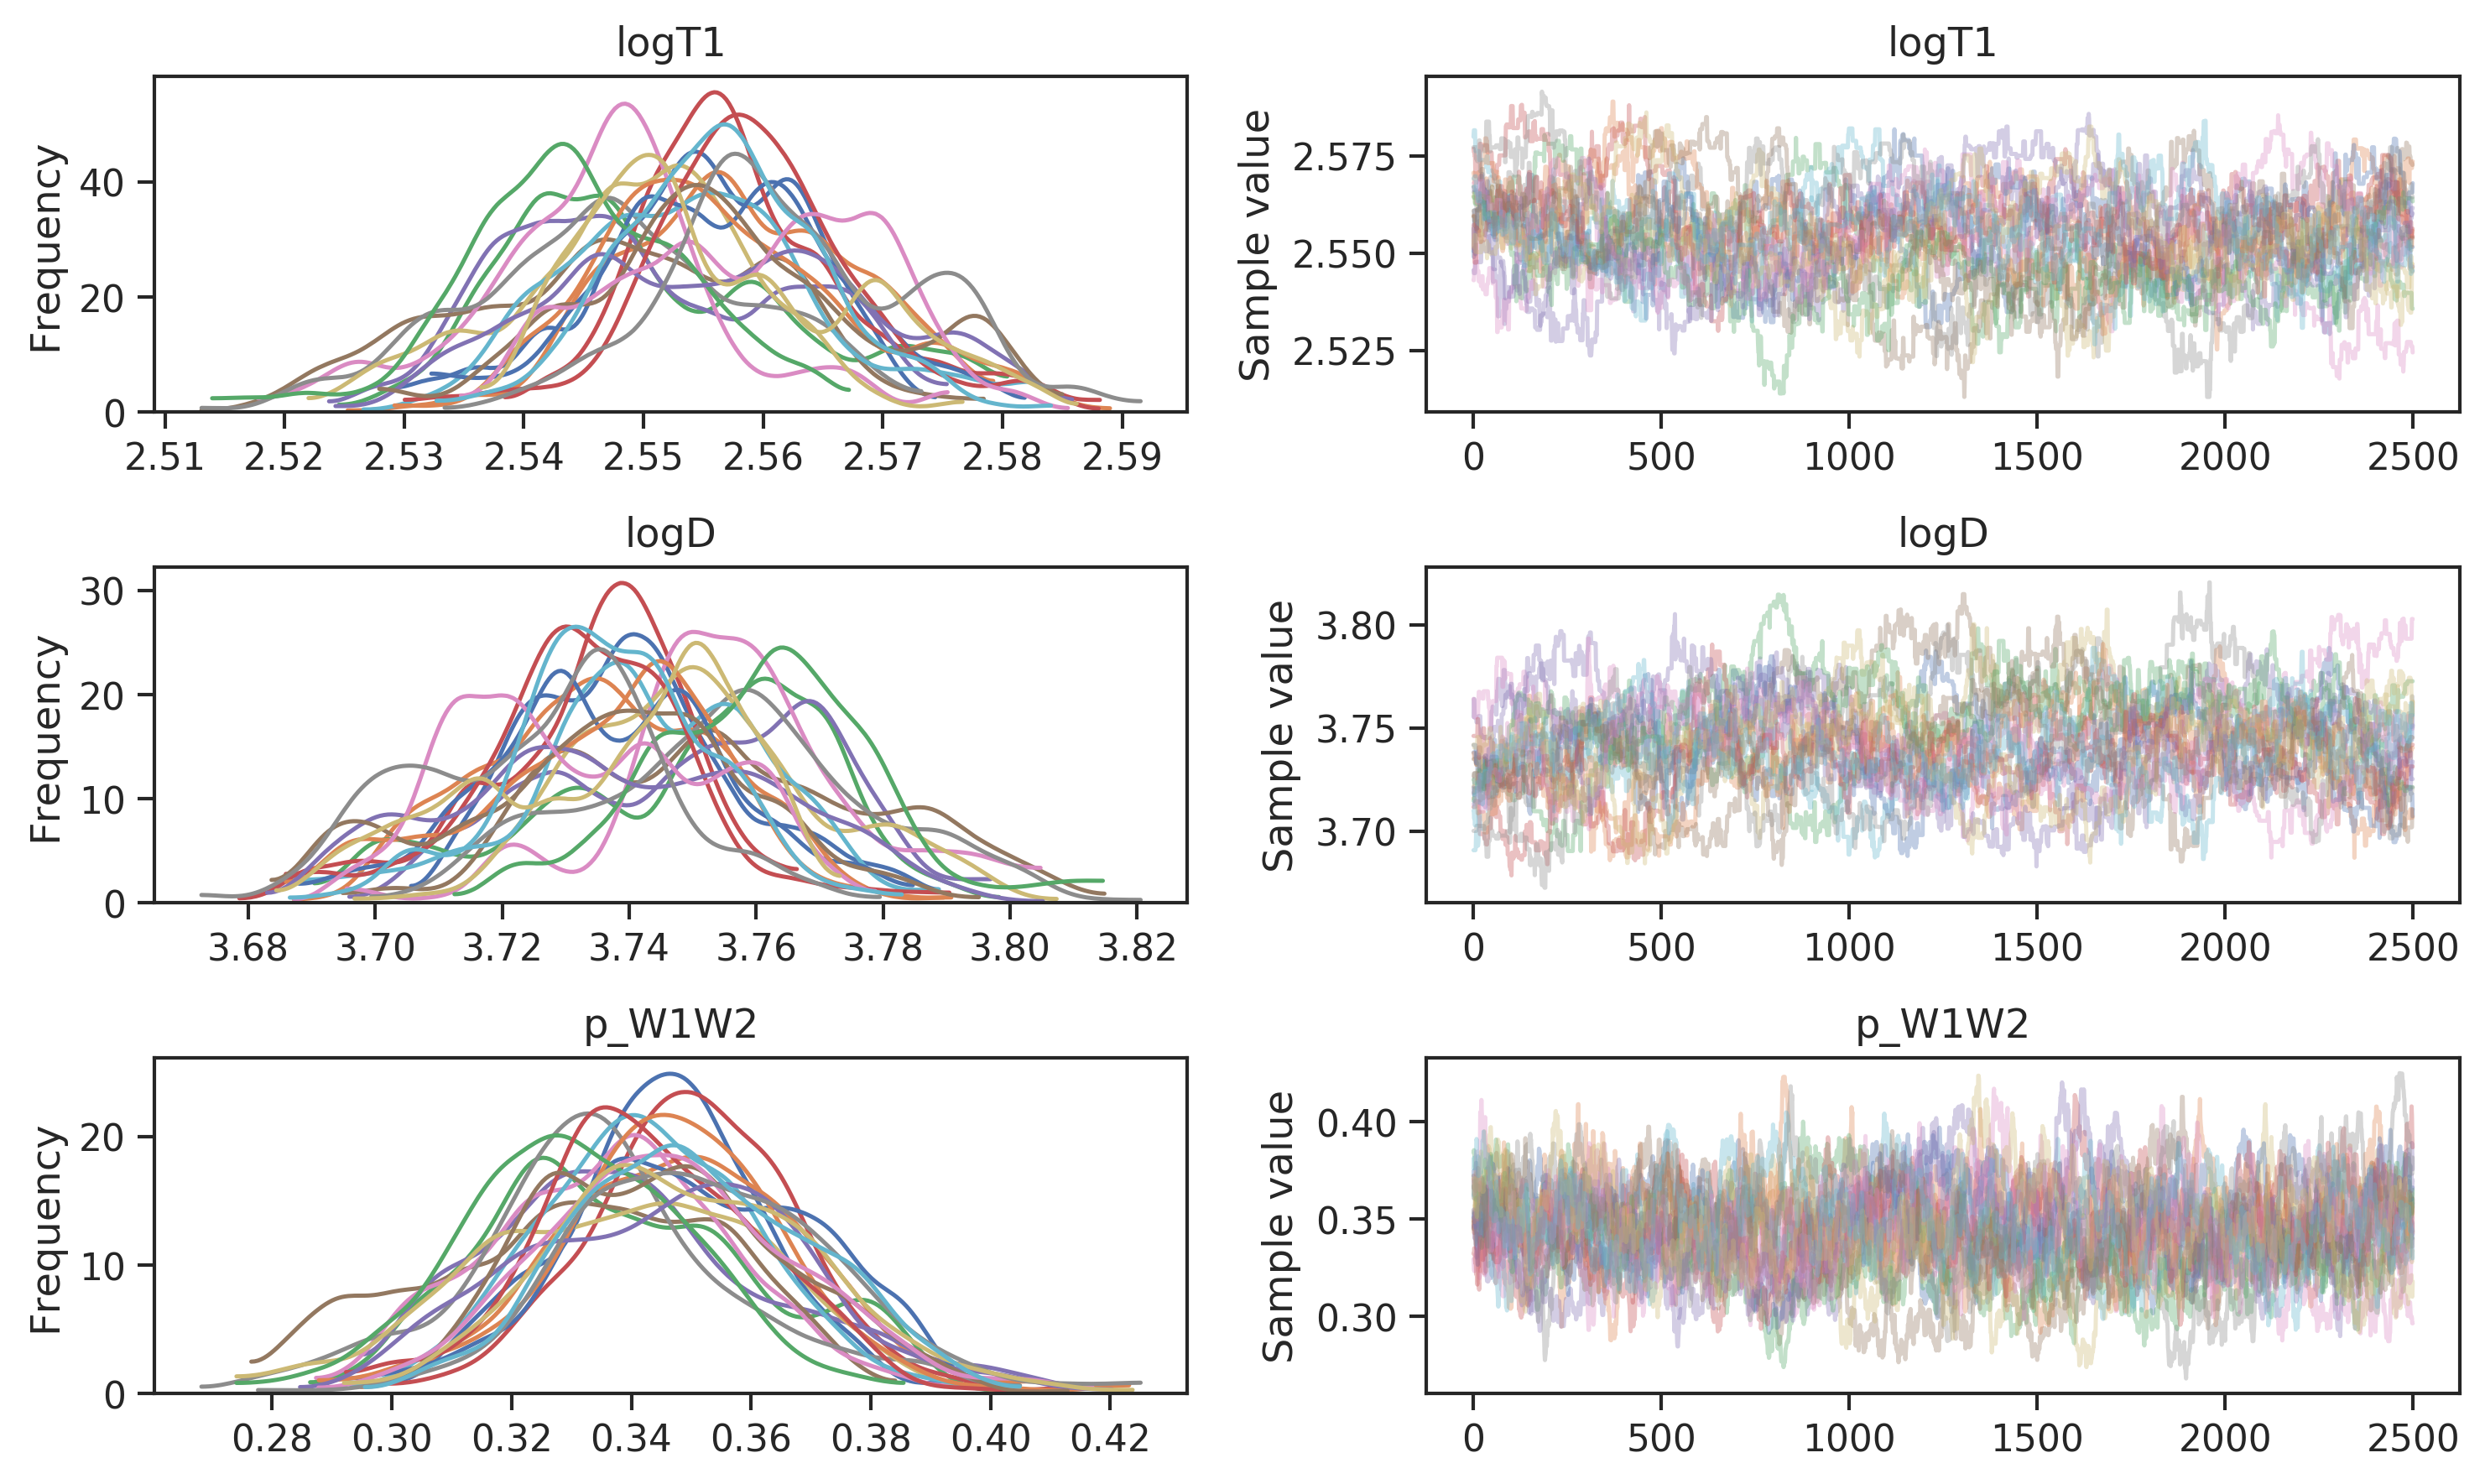 logT1
Frequency
40
20
0
2.51 2.52 2.53 2.54 2.55 2.56 2.57 2.58 2.59
logT1
Sample value
2.575
2.550
2.525
0 500 1000 1500 2000 2500
logD
Frequency
30
20
10
0
3.68 3.70 3.72 3.74 3.76 3.78 3.80 3.82
logD
Sample value
3.80
3.75
3.70
0 500 1000 1500 2000 2500
p_W1W2
Frequency
20
10
0
0.28 0.30 0.32 0.34 0.36 0.38 0.40 0.42
p_W1W2
Sample value
0.40
0.35
0.30
0 500 1000 1500 2000 2500